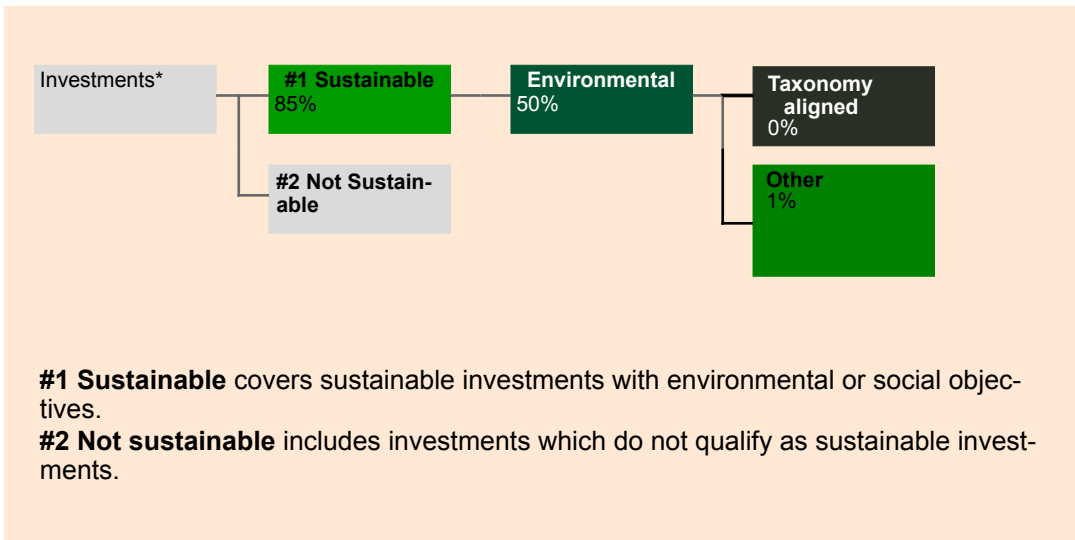 Investments*
#1 Sustainable
85%
Environmental
50%
Taxonomy
aligned
0%
#2 Not Sustain-
able
Other
1%
#1 Sustainable covers sustainable investments with environmental or social objec-
tives.
#2 Not sustainable includes investments which do not qualify as sustainable invest-
ments.